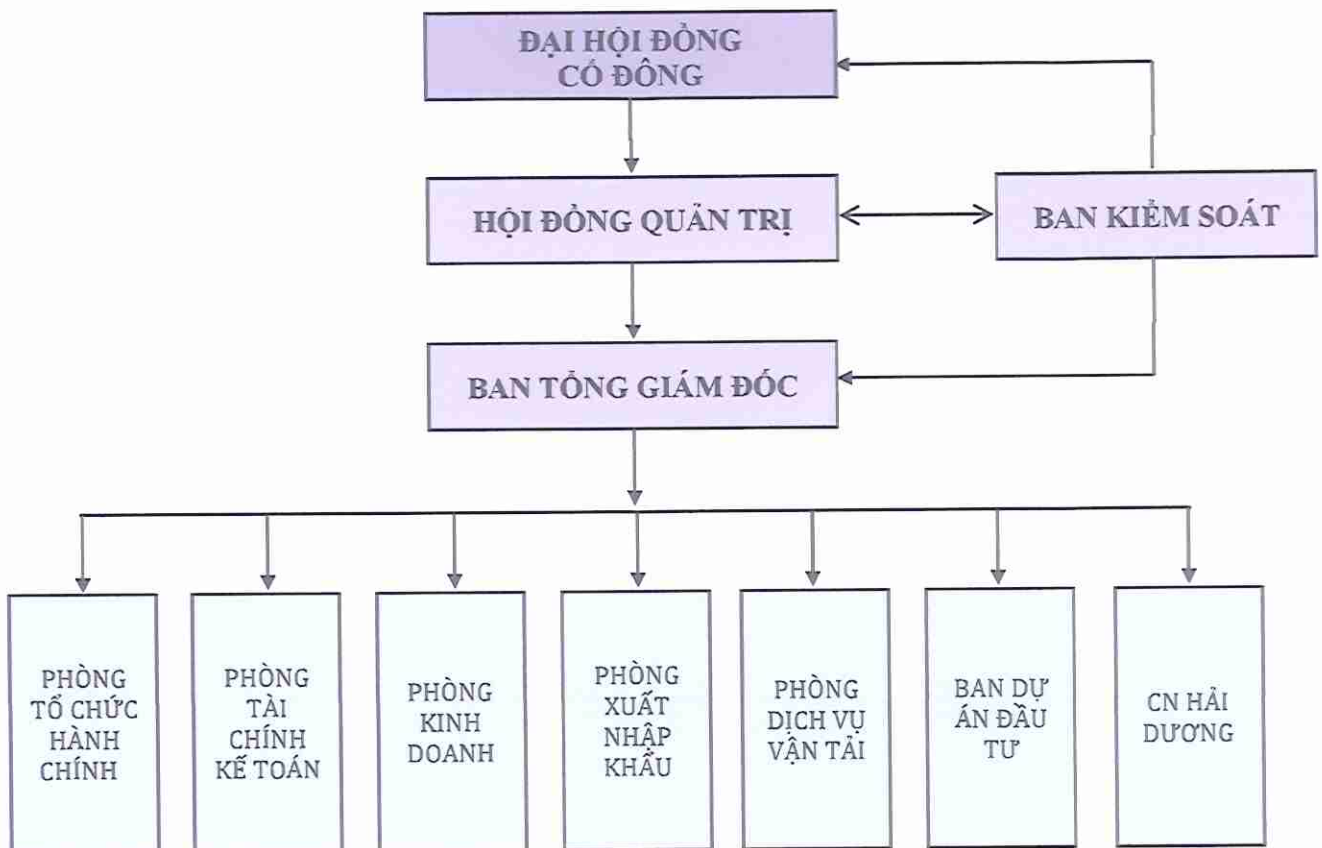 ĐẠI HỘI ĐỒNG
CỔ ĐÔNG
HỘI ĐỒNG QUẢN TRỊ
BAN KIỂM SOÁT
BAN TỔNG GIÁM ĐỐC
PHÒNG
TỔ CHỨC
HÀNH
CHÍNH
PHÒNG
TÀI
CHÍNH
KẾ TOÁN
PHÒNG
KINH
DOANH
PHÒNG
XUẤT
NHẬP
KHẨU
PHÒNG
DỊCH VỤ
VẬN TẢI
BAN DỰ
ÁN ĐẦU
TƯ
CN HẢI
DƯƠNG